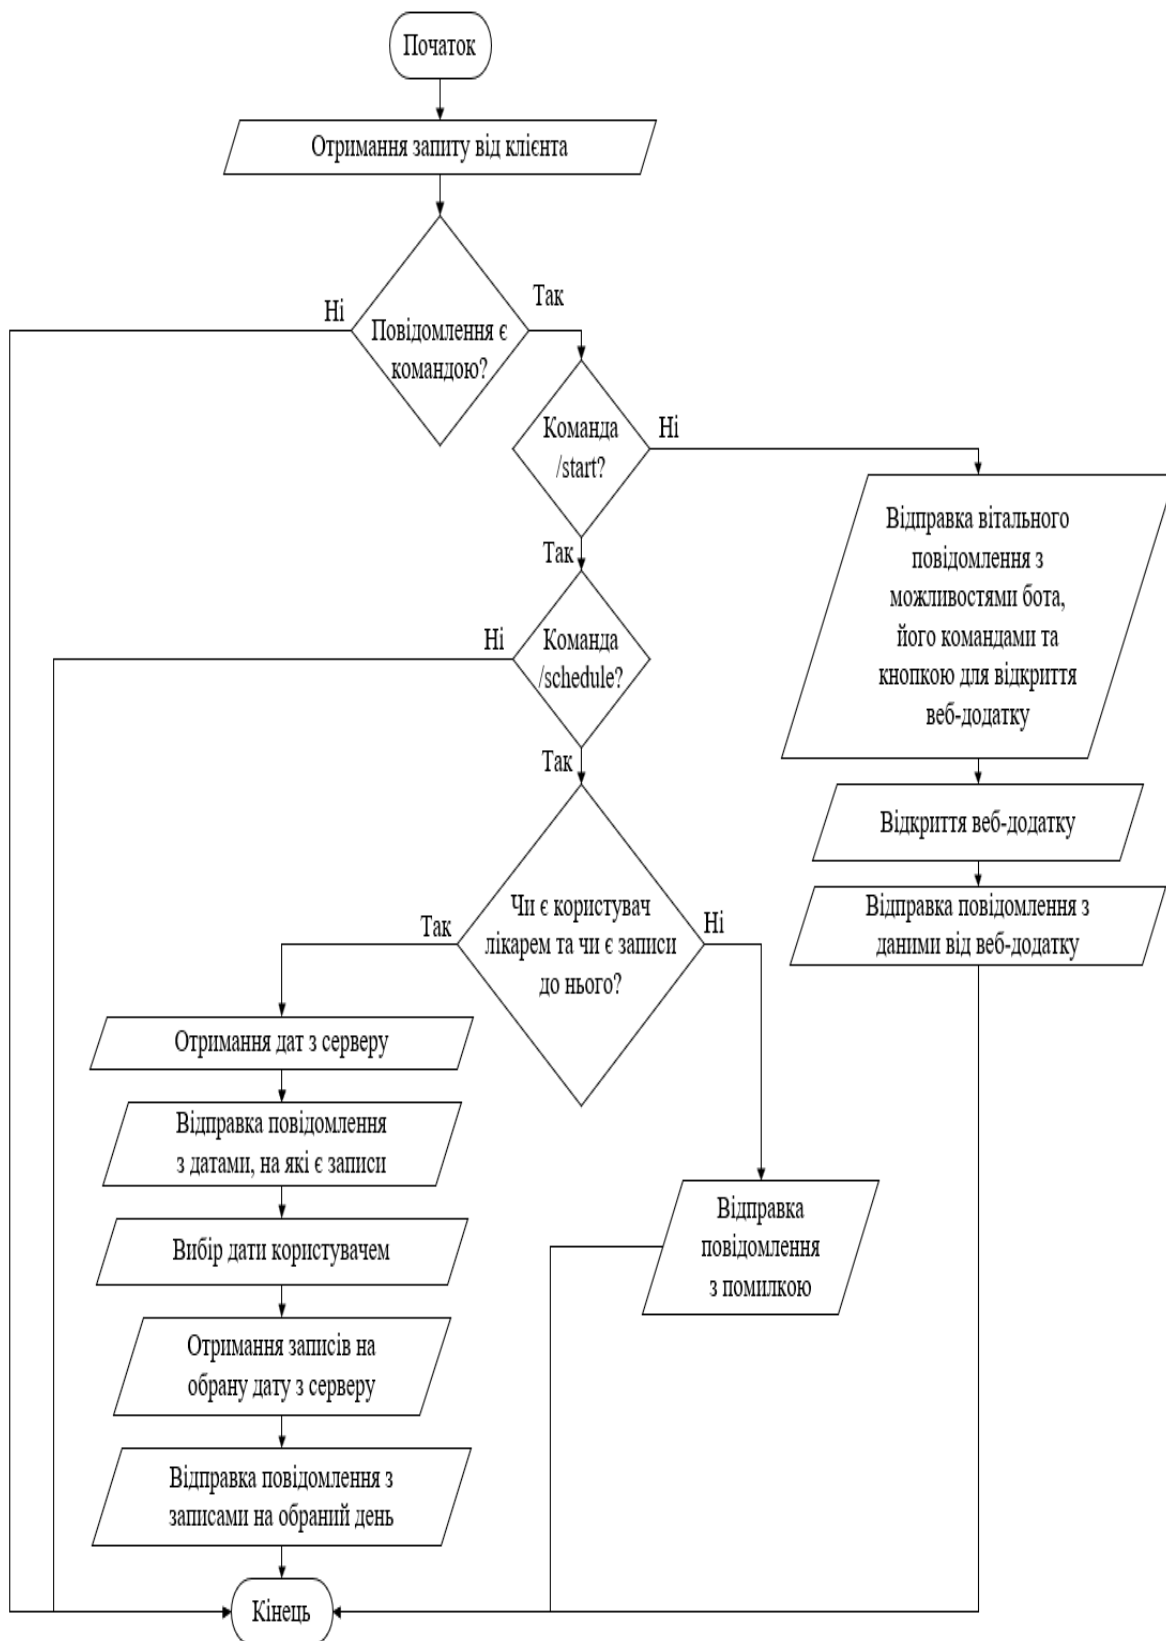 Початок
Отримання запиту від клієнта
Ні
Так
Повідомлення є
командою?
Команда
/start?
Ні
Так
Відправка вітального
повідомлення з
можливостями бота,
його командами та
кнопкою для відкриття
веб-додатку
Ні
Команда
/schedule?
Так
Відкриття веб-додатку
Відправка повідомлення з
даними від веб-додатку
Так
Чи є користувач
лікарем та чи є записи
до нього?
Ні
Отримання дат з серверу
Відправка повідомлення
з датами, на які є записи
Вибір дати користувачем
Відправка
повідомлення
з помилкою
Отримання записів на
обрану дату з серверу
Відправка повідомлення з
записами на обраний день
Кінець